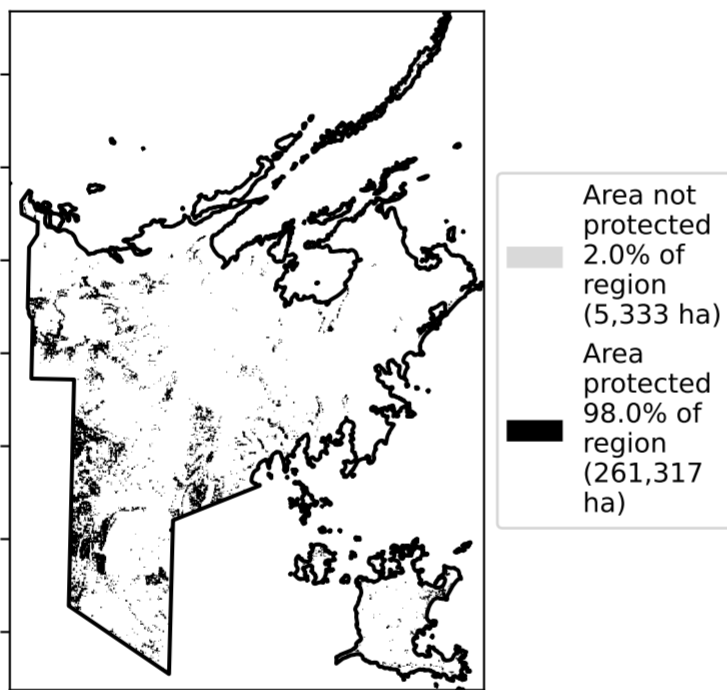 Area not
protected
2.0% of
region
(5,333 ha)
Area
protected
98.0% of
region
(261,317
ha)